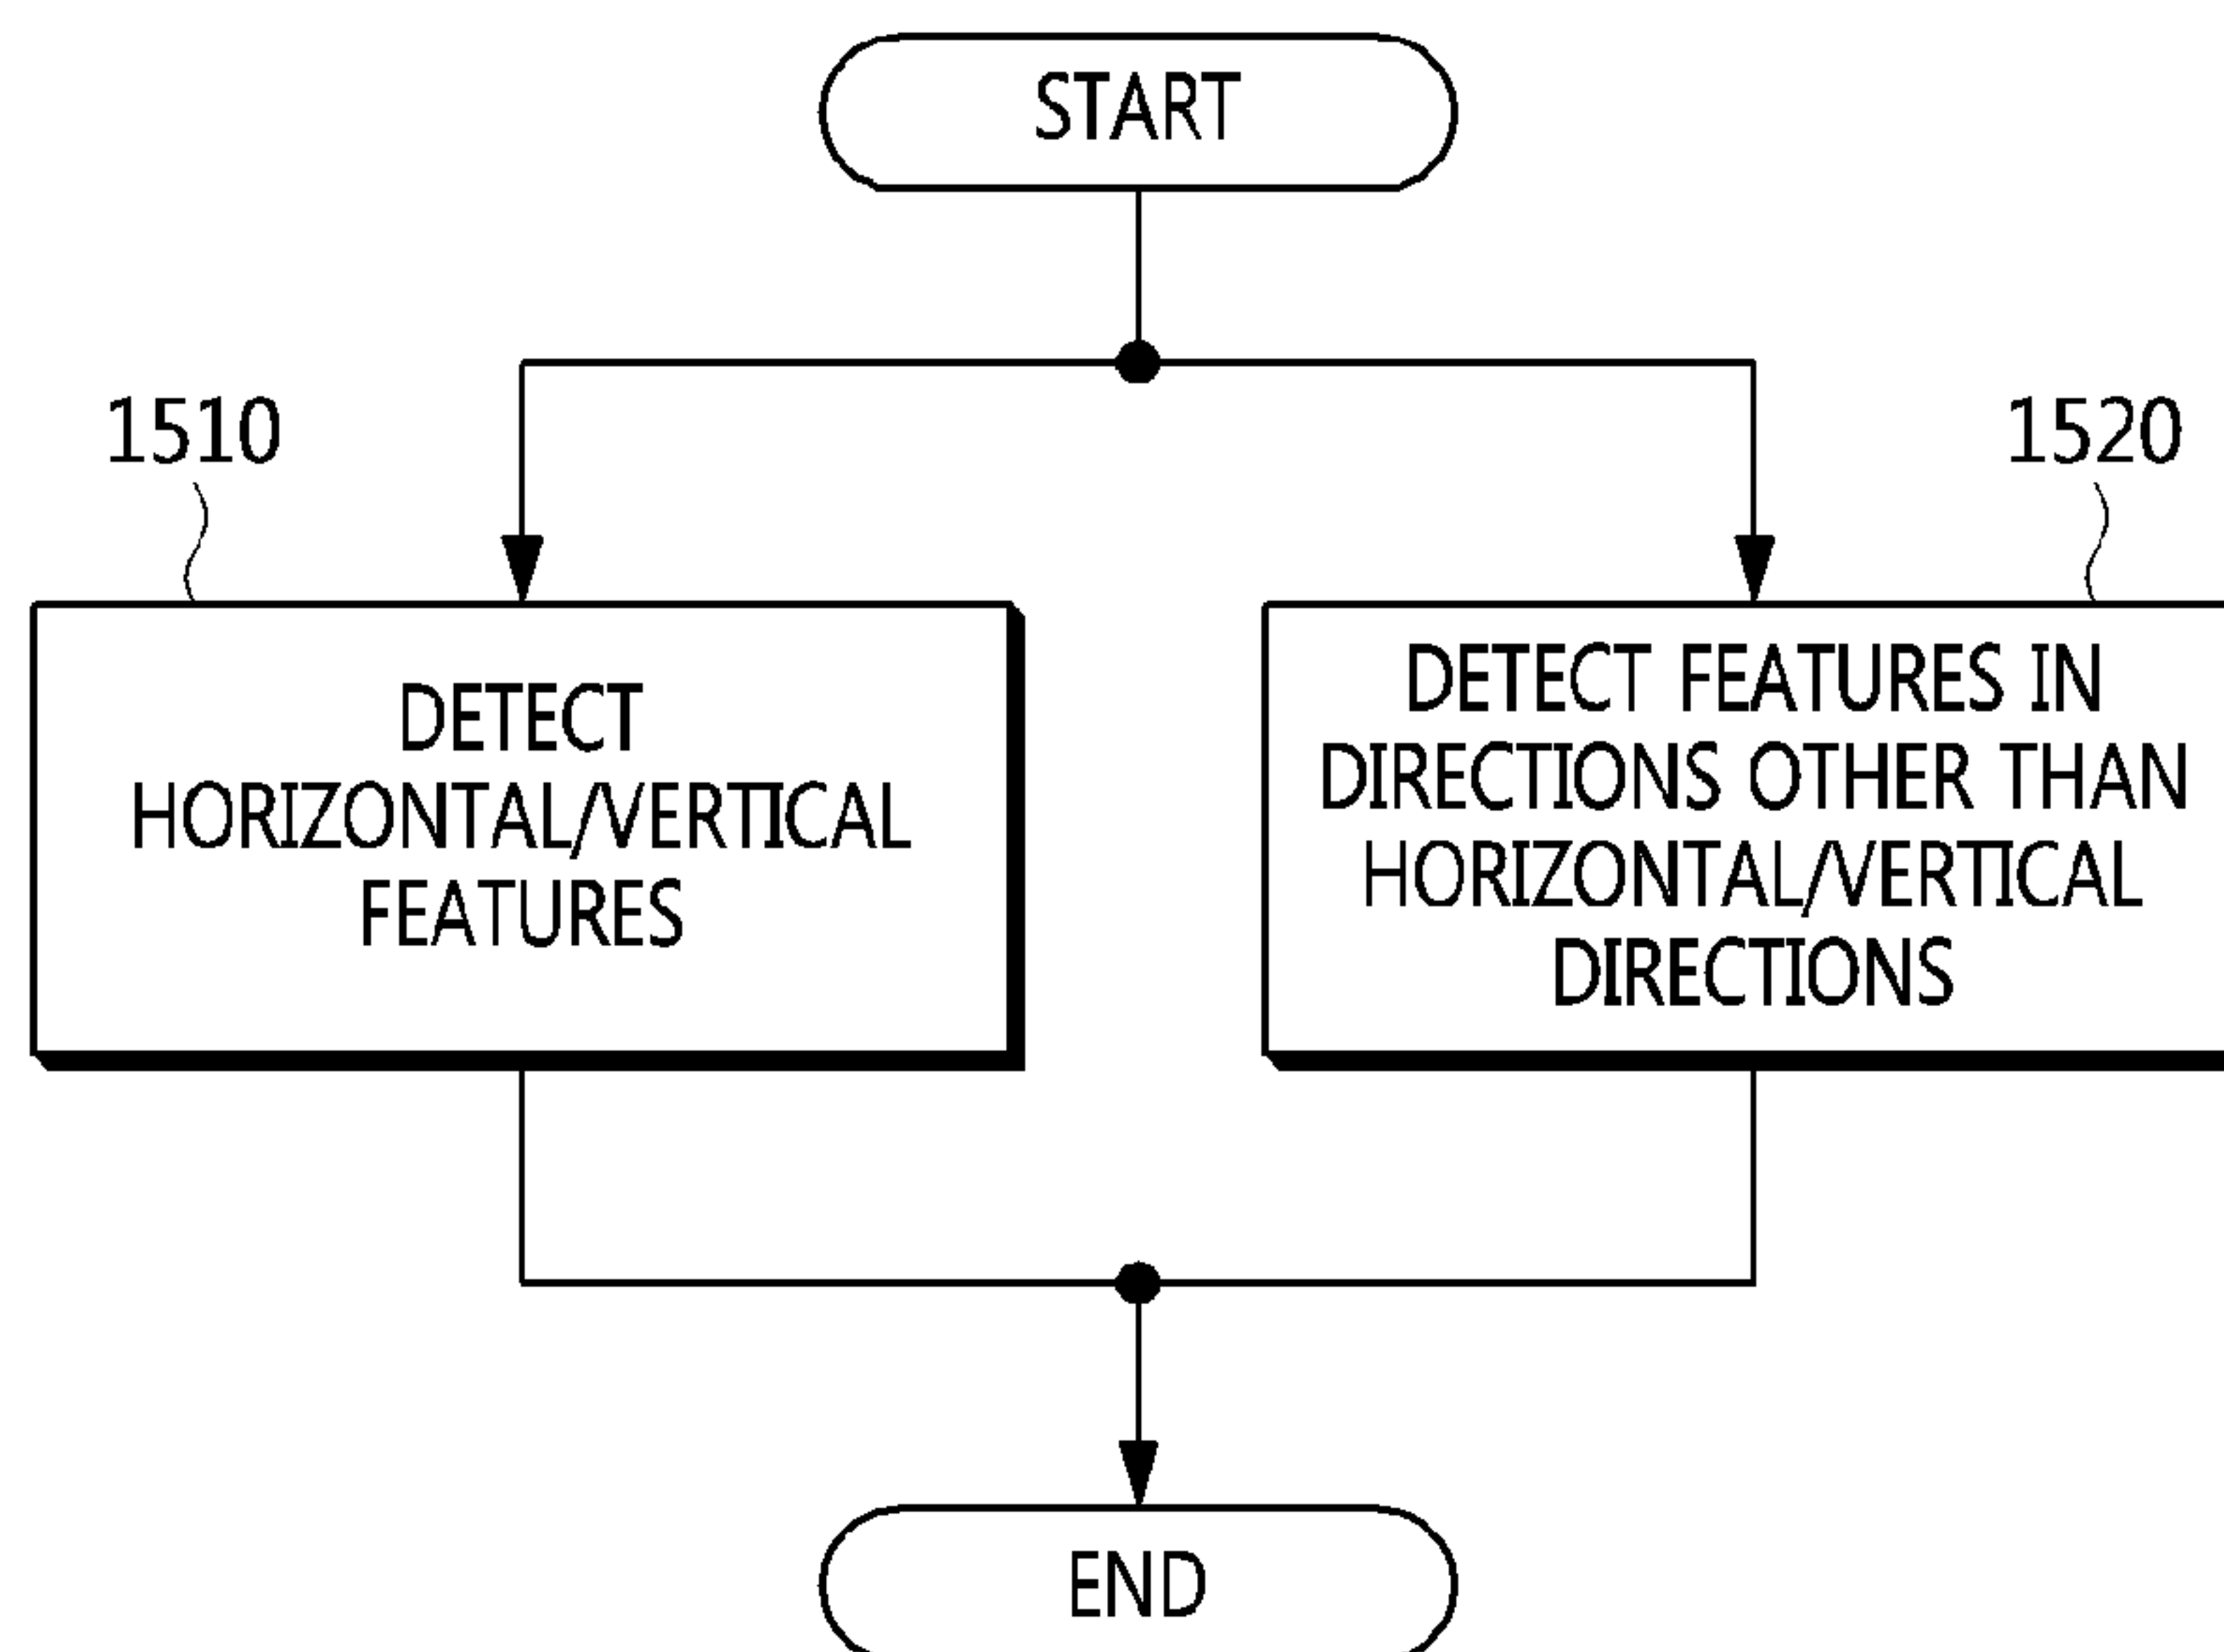 START
1510
1520
DETECT
HORIZONTAL/VERTICAL
FEATURES
DETECT FEATURES IN
DIRECTIONS OTHER THAN
HORIZONTAL/VERTICAL
DIRECTIONS
END